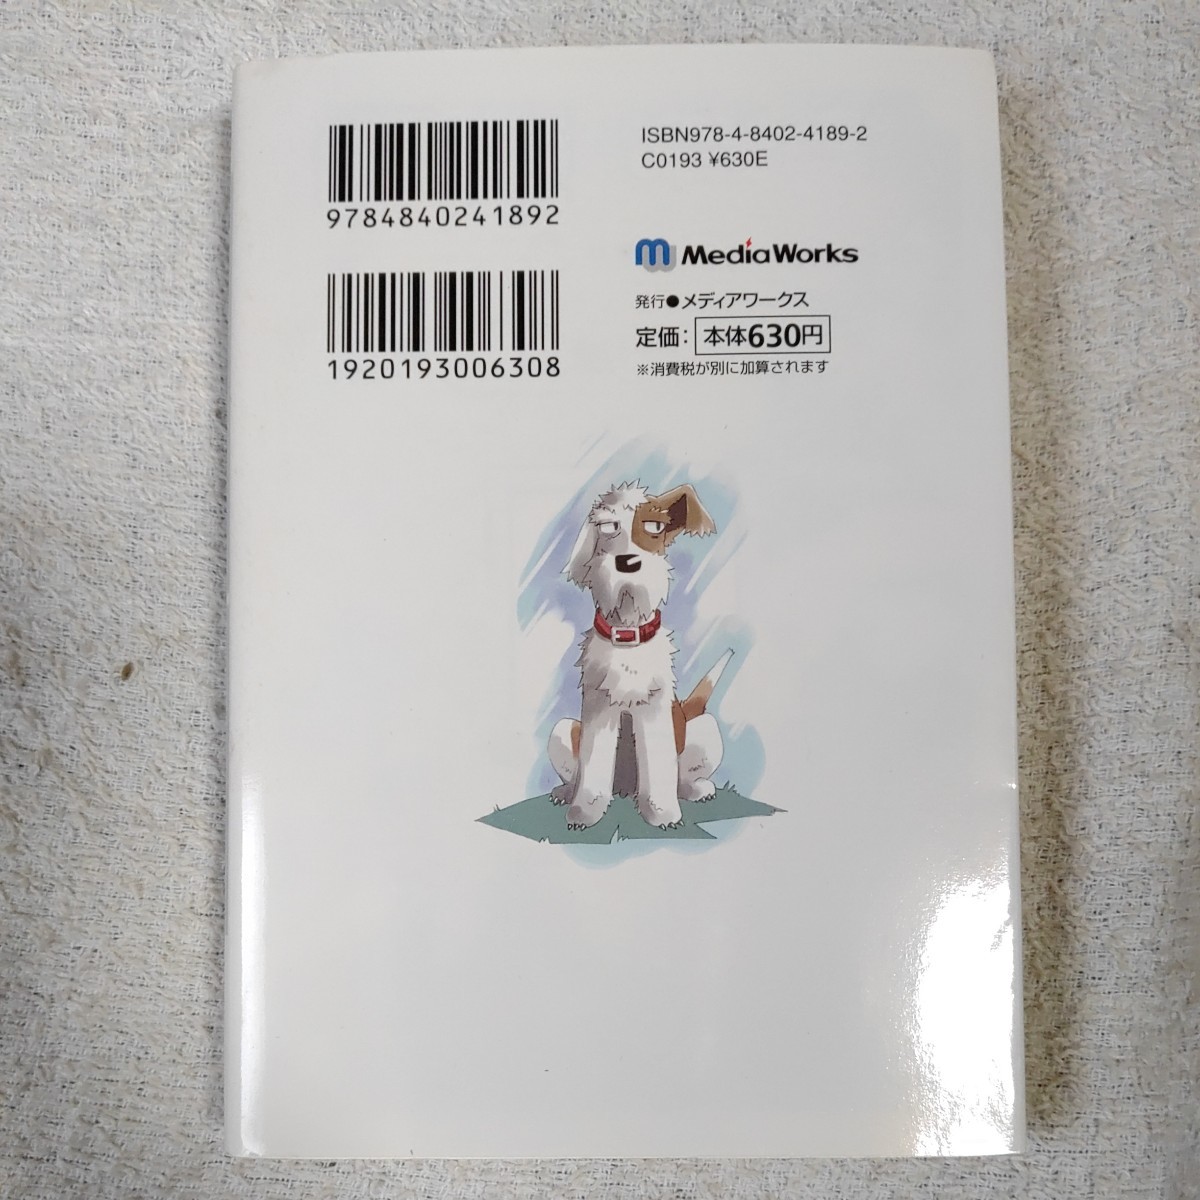 9784840241892
1920193006308
ISBN978-4-8402-4189-2
C0193 ¥630E
m MediaWorks
発行●メディアワークス
定価：本体630円
※消費税が別に加算されます